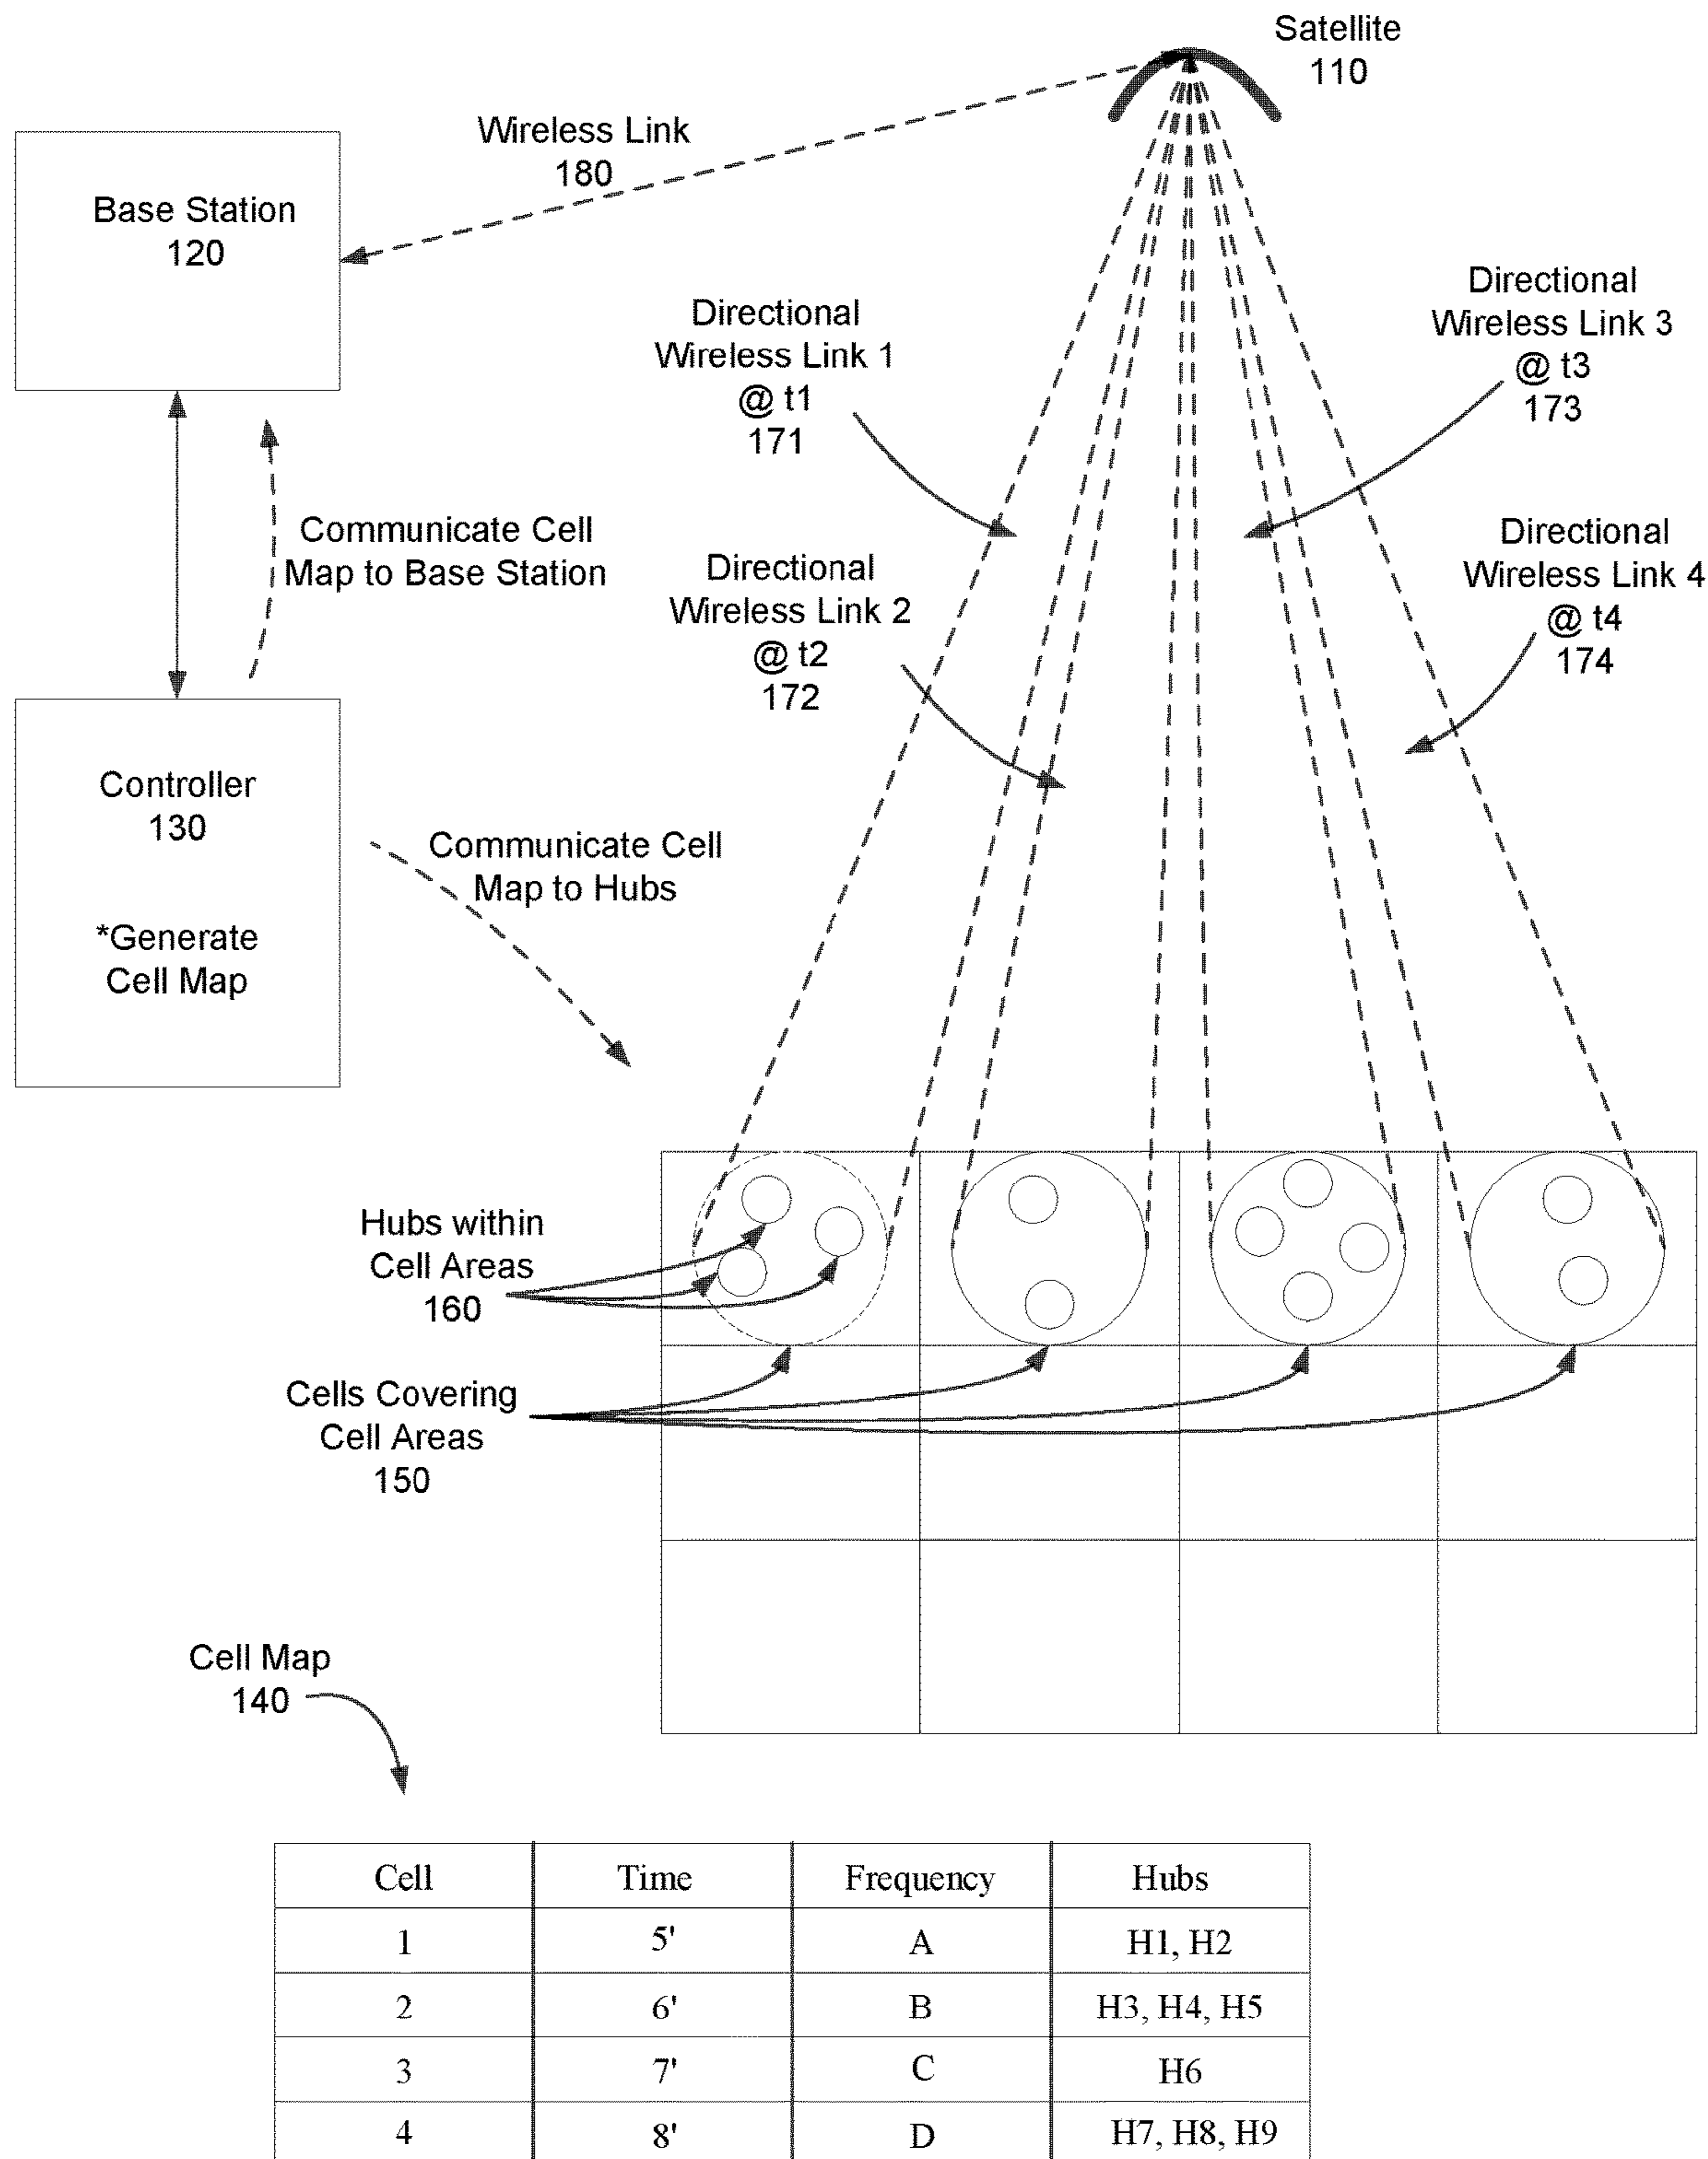 Satellite
110
Wireless Link
180
Base Station
120
Directional
Wireless Link 1
@ t1
171
Directional
Wireless Link 3
@ t3
173
Communicate Cell
Map to Base Station
Directional
Wireless Link 2
@ t2
172
Directional
Wireless Link 4
@ t4
174
Controller
130
*Generate
Cell Map
Communicate Cell
Map to Hubs
Hubs within
Cell Areas
160
Cells Covering
Cell Areas
150
Cell Map
140
Cell Time Frequency Hubs
1 5' A H1, H2
2 6' B H3, H4, H5
3 7' C H6
4 8' D H7, H8, H9